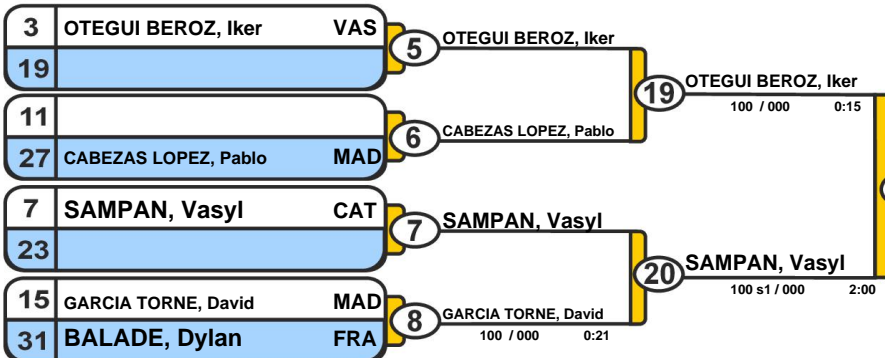 3 OTEGUI BEROZ, Iker VAS
19
5 OTEGUI BEROZ, Iker
11
27 CABEZAS LOPEZ, Pablo MAD
6 CABEZAS LOPEZ, Pablo
19 OTEGUI BEROZ, Iker
100 / 000 0:15
7 SAMPAN, Vasyl CAT
23
7 SAMPAN, Vasyl
15 GARCIA TORNE, David MAD
31 BALADE, Dylan FRA
8 GARCIA TORNE, David
100 / 000 0:21
20 SAMPAN, Vasyl
100 s1 / 000 2:00